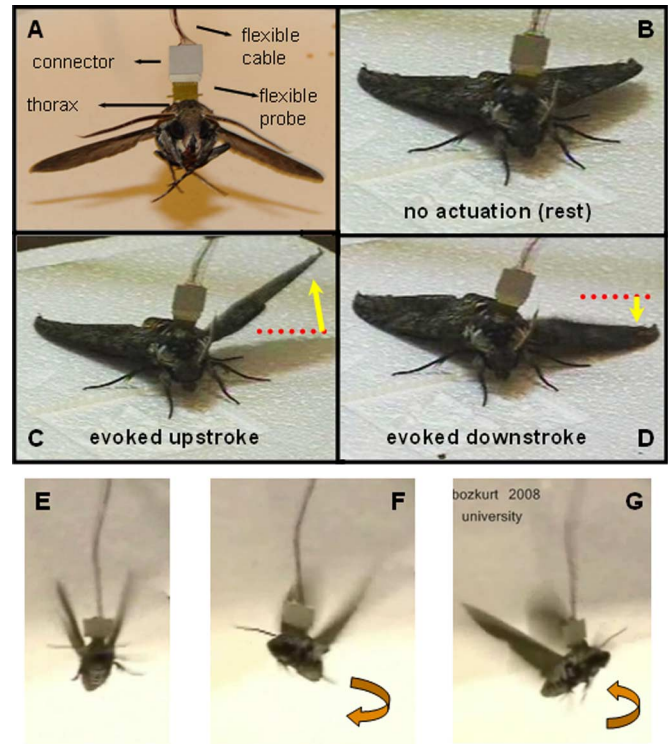 A
flexible
cable
connector
thorax
flexible
probe
B
no actuation (rest)
C
evoked upstroke
evoked downstroke
D
E
F
bozkurt 2008
university
G